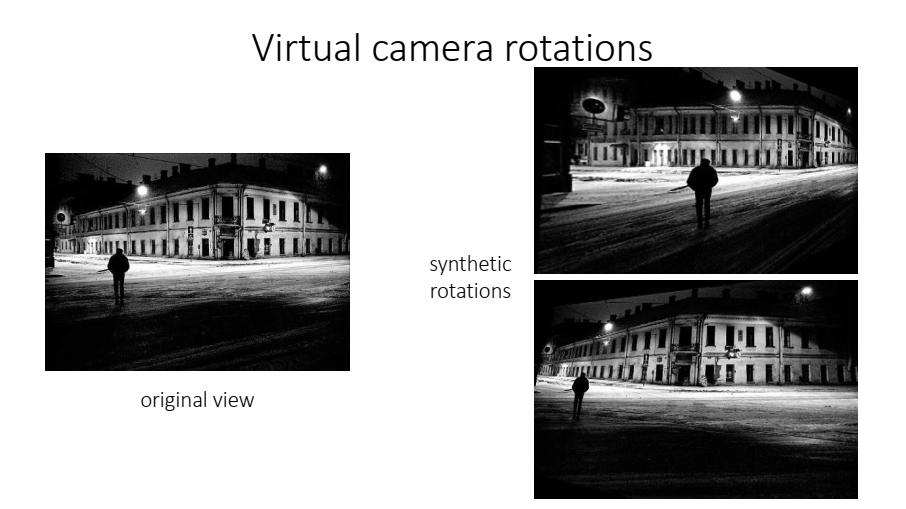 Virtual camera rotations
synthetic
rotations
original view